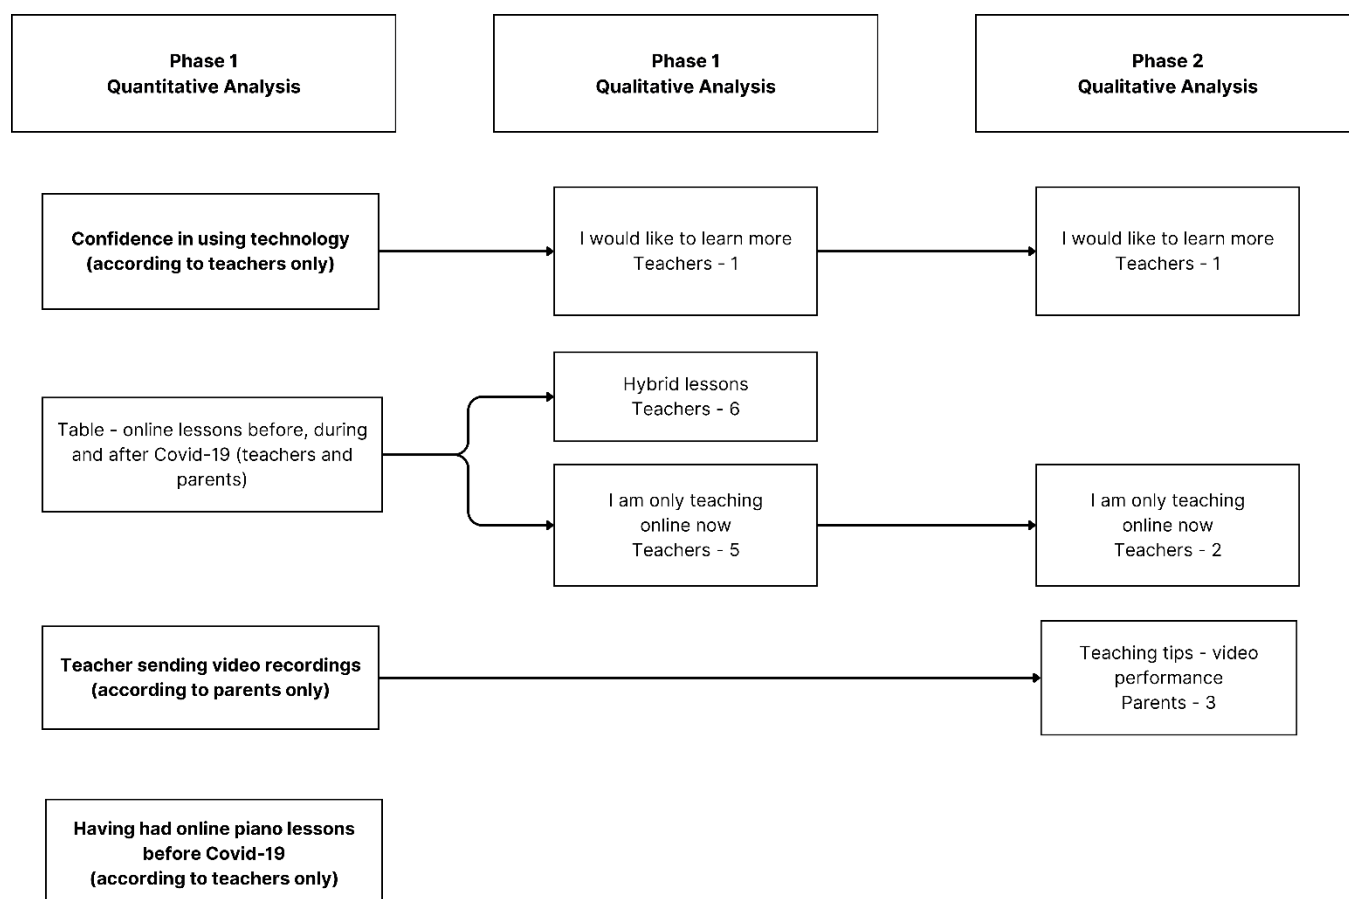 Phase 1
Quantitative Analysis
Phase 1
Qualitative Analysis
Phase 2
Qualitative Analysis
Confidence in using technology
(according to teachers only)
I would like to learn more
Teachers - 1
I would like to learn more
Teachers - 1
Table - online lessons before, during
and after Covid-19 (teachers and
parents)
Hybrid lessons
Teachers - 6
I am only teaching
online now
Teachers - 5
I am only teaching
online now
Teachers - 2
Teacher sending video recordings
(according to parents only)
Teaching tips - video
performance
Parents - 3
Having had online piano lessons
before Covid-19
(according to teachers only)